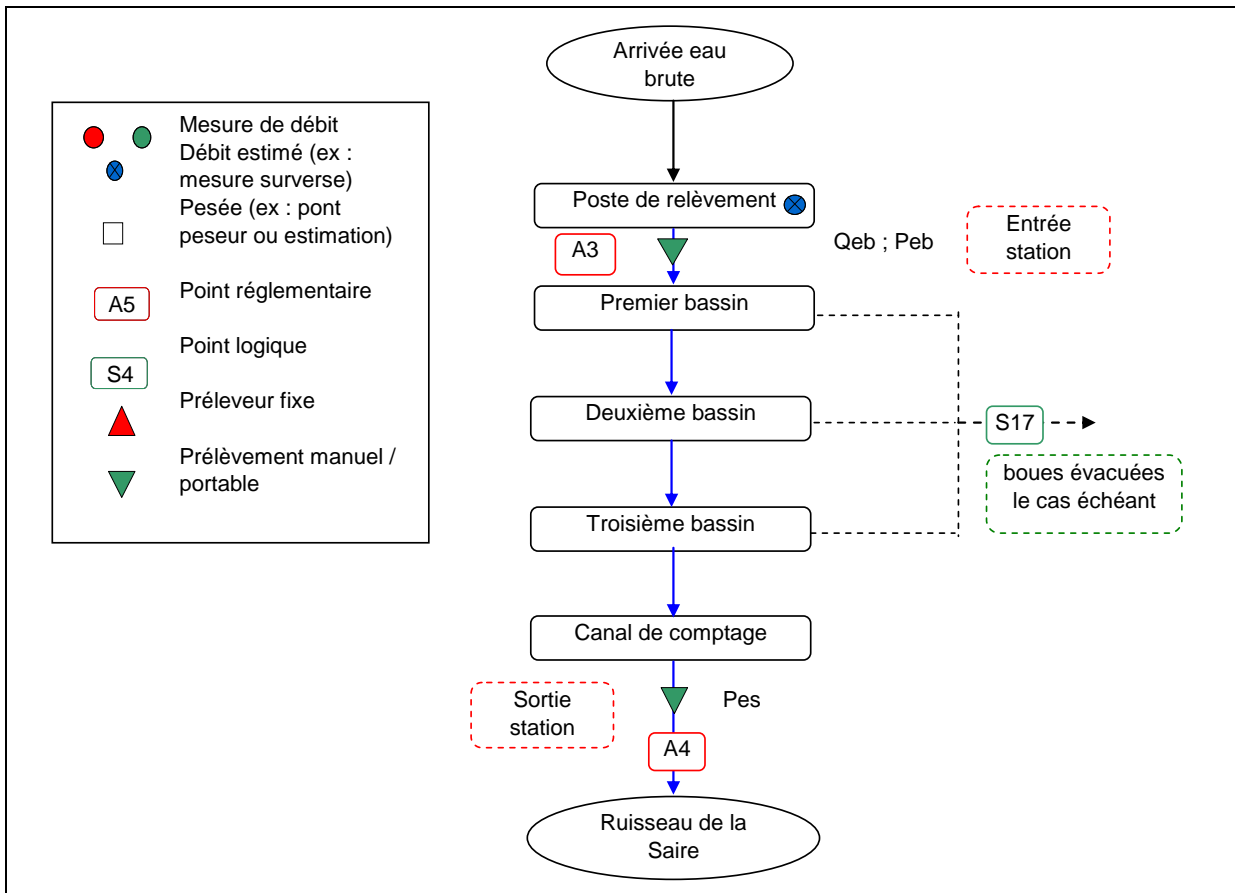 Arrivée eau
brute
Mesure de débit
Débit estimé (ex :
mesure surverse)
Pesée (ex : pont
peseur ou estimation)
A5
Point réglementaire
S4
Point logique
Préleveur fixe
Prélèvement manuel /
portable
Poste de relèvement
A3
Qeb ; Peb
Entrée
station
Premier bassin
Deuxième bassin
S17
boues évacuées
le cas échéant
Troisième bassin
Canal de comptage
Sortie
station
Pes
A4
Ruisseau de la
Saire